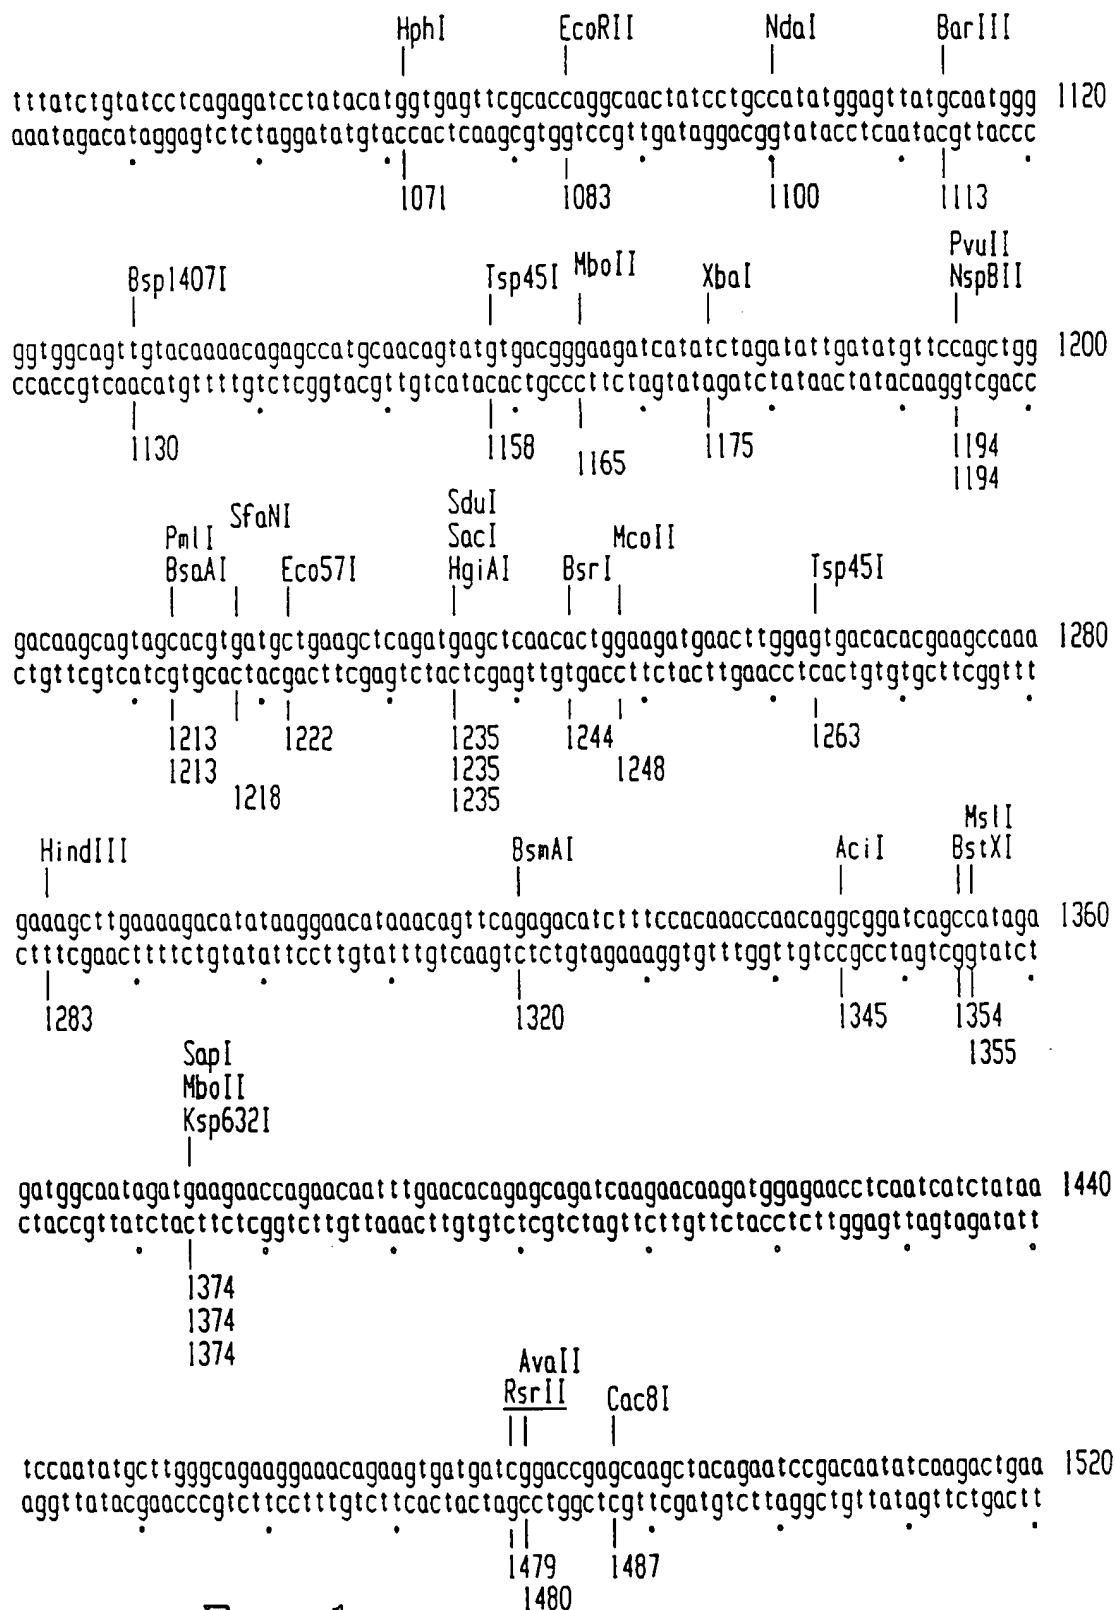 HphI EcoRII NdaI BarIII
tttatctgtatcctcagagatcctatacatggtgagttcgcaccaggcaactatcctgccatatggagttatgcaatggg 1120
aaatagacataggagtctctaggatatgtaccactcaagcgtggtccgttgataggacggtatacctcaatacgttaccc
1071 1083 1100 1113
PvuII
Bsp1407I Tsp45I MboII XbaI NspBII
ggtggcagttgtacaaaacagagccatgcaacagtatgtgacgggaagatcatatctagatattgatatgttccagctgg 1200
ccaccgtcaacatgttttgtctcggtacgttgtcatacactgcccttctagtatagatctataactatacaaggtcgacc
1130 1158 1165 1175 1194
1194
SduI
SfaNI
PmlI SacI McoII
BsaAI Eco57I HgiAI BsrI Tsp45I
gacaagcagtagcacgtgatgctgaagctcagatgagctcaacactggaagatgaacttggagtgacacacgaagccaaa 1280
ctgttcgtcatcgtgcactacgacttcgagtctactcgagttgtgaccttctacttgaacctcactgtgtgcttcggttt
1213 1222 1235 1244 1263
1213 1235 1248
1218 1235
MslI
HindIII BsmAI AciI BstXI
gaaagcttgaaaagacatataaggaacataaacagttcagagacatctttccacaaaccaacaggcggatcagccataga 1360
ctttcgaacttttctgtatattccttgtatttgtcaagtctctgtagaaaggtgtttggttgtccgcctagtcggtatct
1283 1320 1345 1354
1355
SapI
MboII
Ksp632I
gatggcaatagatgaagaaccagaacaatttgaacacagagcagatcaagaacaagatggagaacctcaatcatctataa 1440
ctaccgttatctacttctcggtcttgttaaacttgtgtctcgtctagttcttgttctacctcttggagttagtagatatt
1374
1374
1374
AvaII
RsrII Cac8I
tccaatatgcttgggcagaaggaaacagaagtgatgatcggaccgagcaagctacagaatccgacaatatcaagactgaa 1520
aggttatacgaacccgtcttcctttgtcttcactactagcctggctcgttcgatgtcttaggctgttatagttctgactt
1479 1487
1480